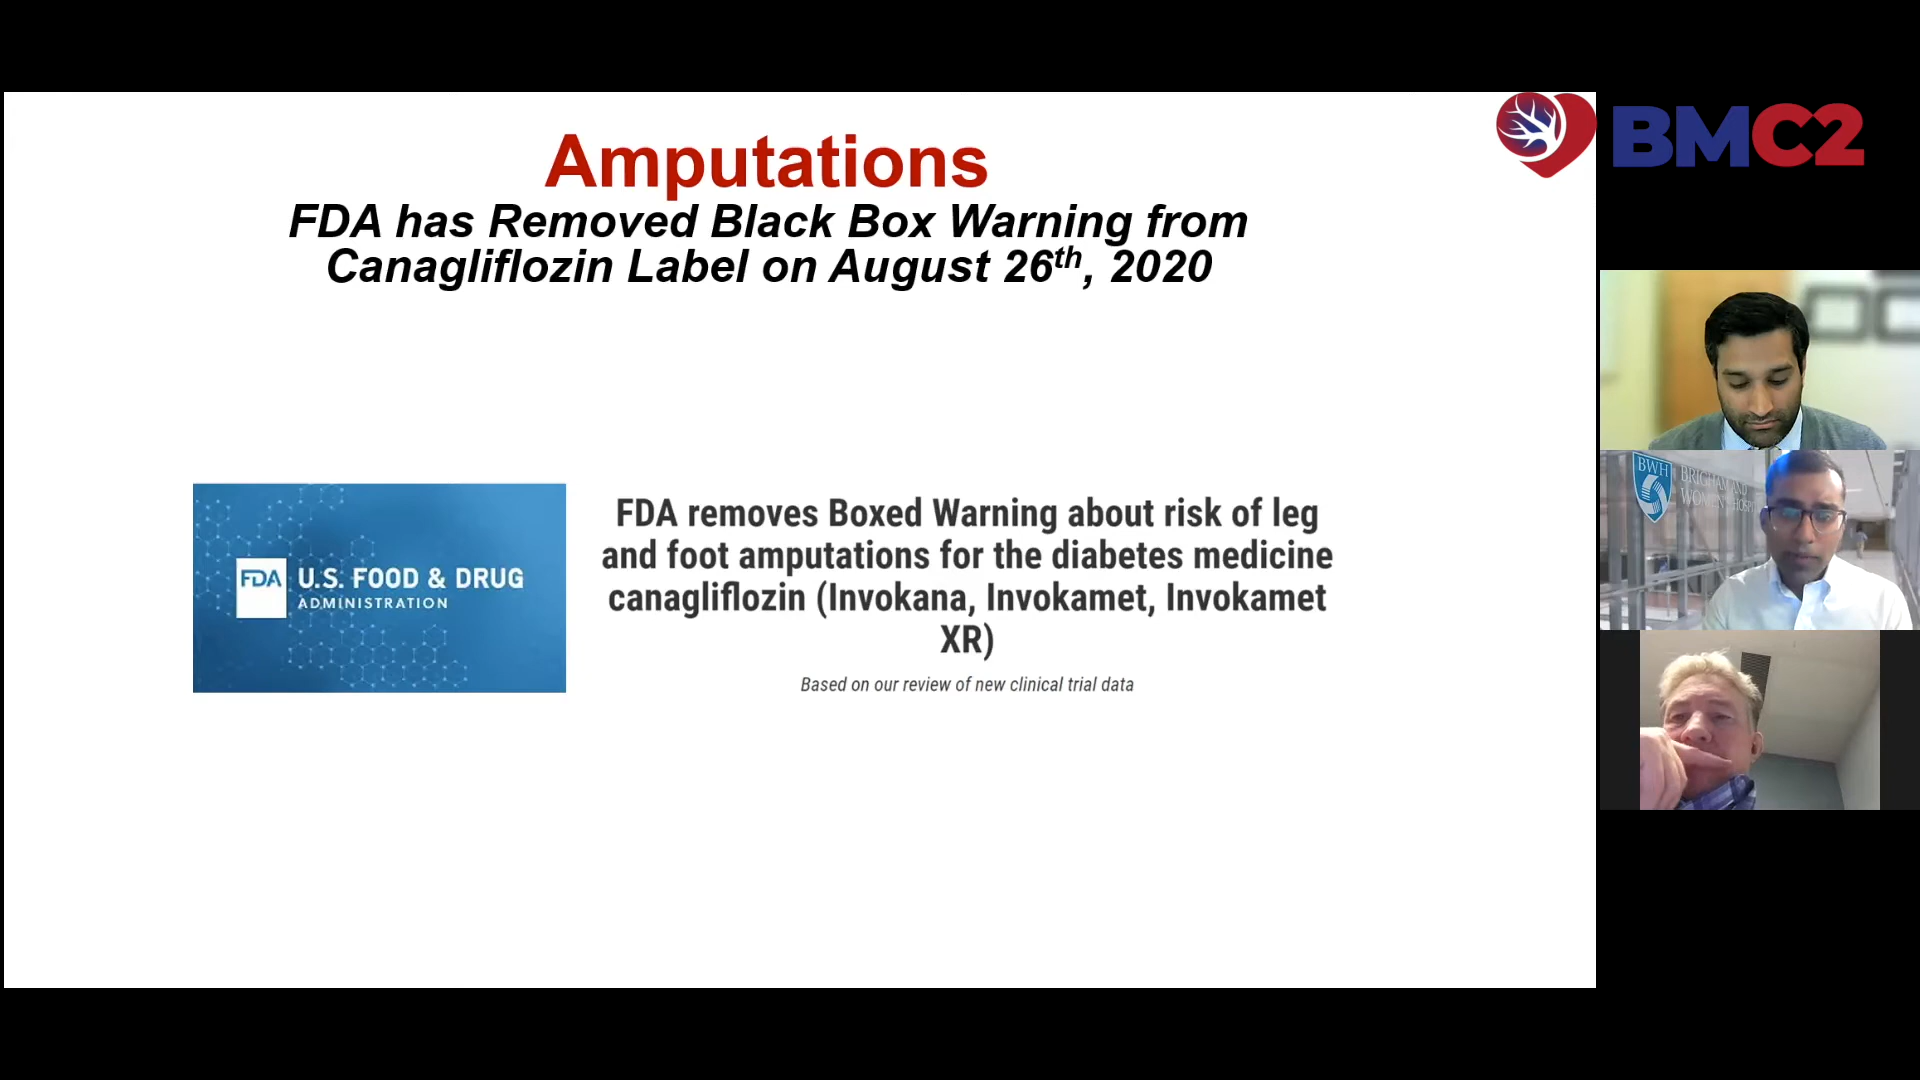 Amputations
FDA has Removed Black Box Warning from
Canagliflozin Label on August 26th, 2020
BMC2
FDA U.S. FOOD & DRUG
ADMINISTRATION
FDA removes Boxed Warning about risk of leg
and foot amputations for the diabetes medicine
canagliflozin (Invokana, Invokamet, Invokamet
XR)
Based on our review of new clinical trial data
BWH